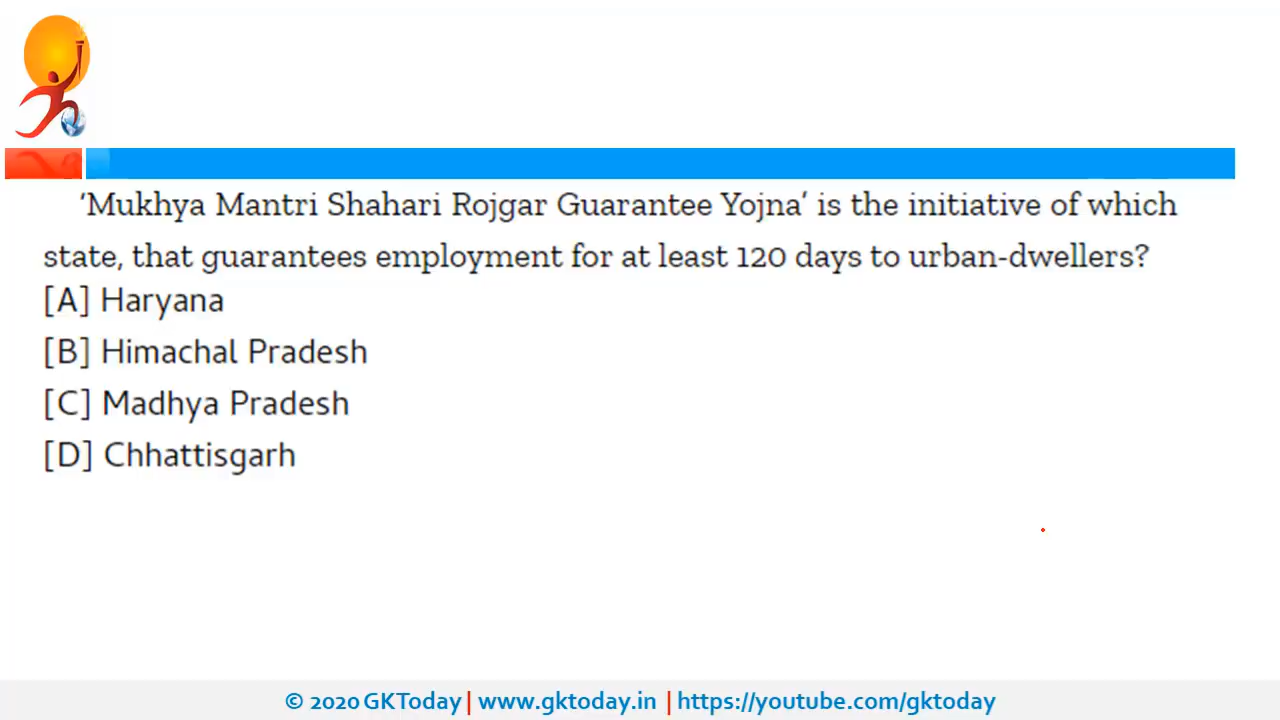 ‘Mukhya Mantri Shahari Rojgar Guarantee Yojna’ is the initiative of which
state, that guarantees employment for at least 120 days to urban-dwellers?
[A] Haryana
[B] Himachal Pradesh
[C] Madhya Pradesh
[D] Chhattisgarh
© 2020 GKToday | www.gktoday.in | https://youtube.com/gktoday